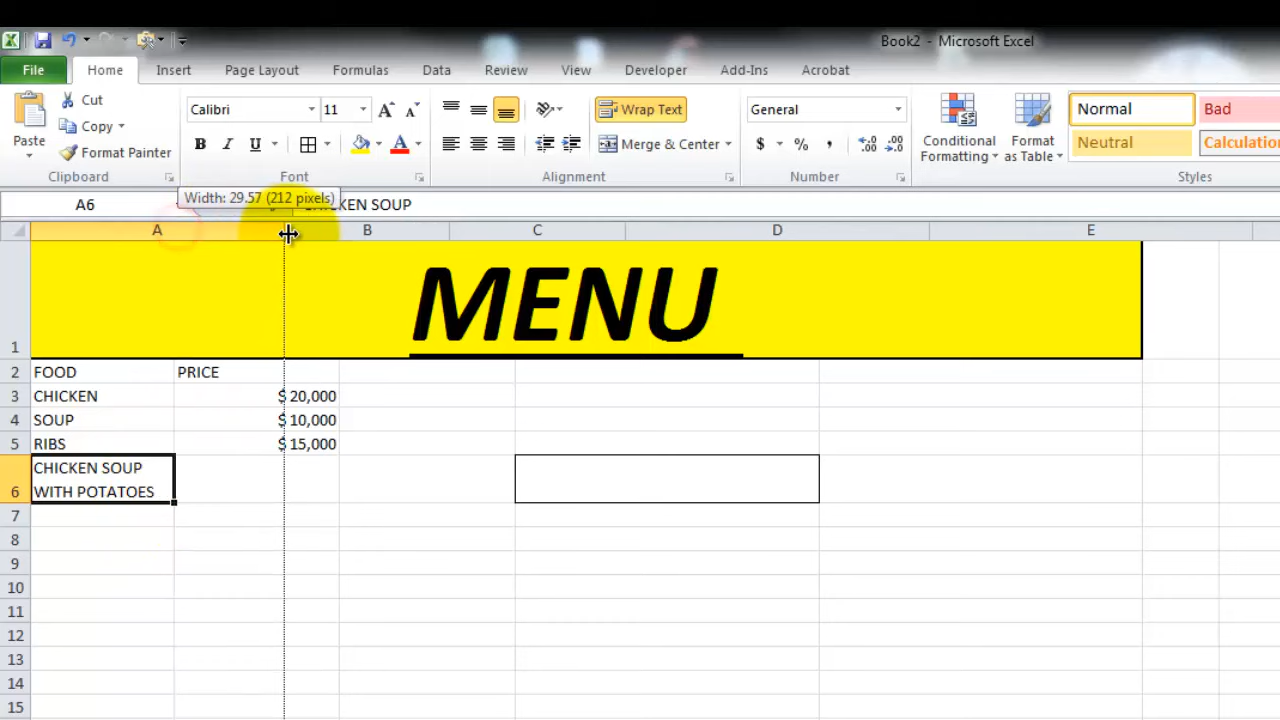 Book2 - Microsoft Excel
File Home Insert Page Layout Formulas Data Review View Developer Add-Ins Acrobat
Cut
Copy
Format Painter
Paste
Clipboard
Calibri 11
B I U
Font
Wrap Text
Merge & Center
Alignment
General
$ % ,
Number
Conditional
Formatting
Format
as Table
Normal Bad
Neutral Calculation
Styles
Width: 29.57 (212 pixels)
A6 CHICKEN SOUP
A B C D E
1 MENU
2 FOOD PRICE
3 CHICKEN $ 20,000
4 SOUP $ 10,000
5 RIBS $ 15,000
CHICKEN SOUP
6 WITH POTATOES
7
8
9
10
11
12
13
14
15